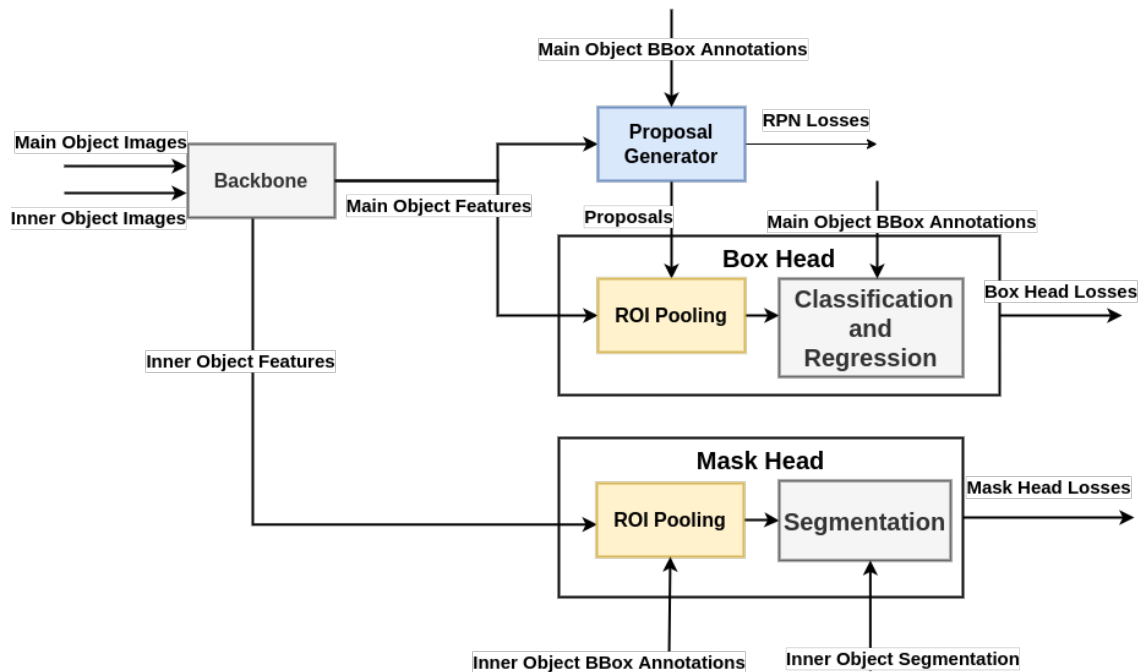 Main Object BBox Annotations
Main Object Images
Inner Object Images
Backbone
Main Object Features
Proposal
Generator
RPN Losses
Proposals
Main Object BBox Annotations
Box Head
ROI Pooling
Classification
and
Regression
Box Head Losses
Inner Object Features
Mask Head
ROI Pooling
Segmentation
Mask Head Losses
Inner Object BBox Annotations
Inner Object Segmentation